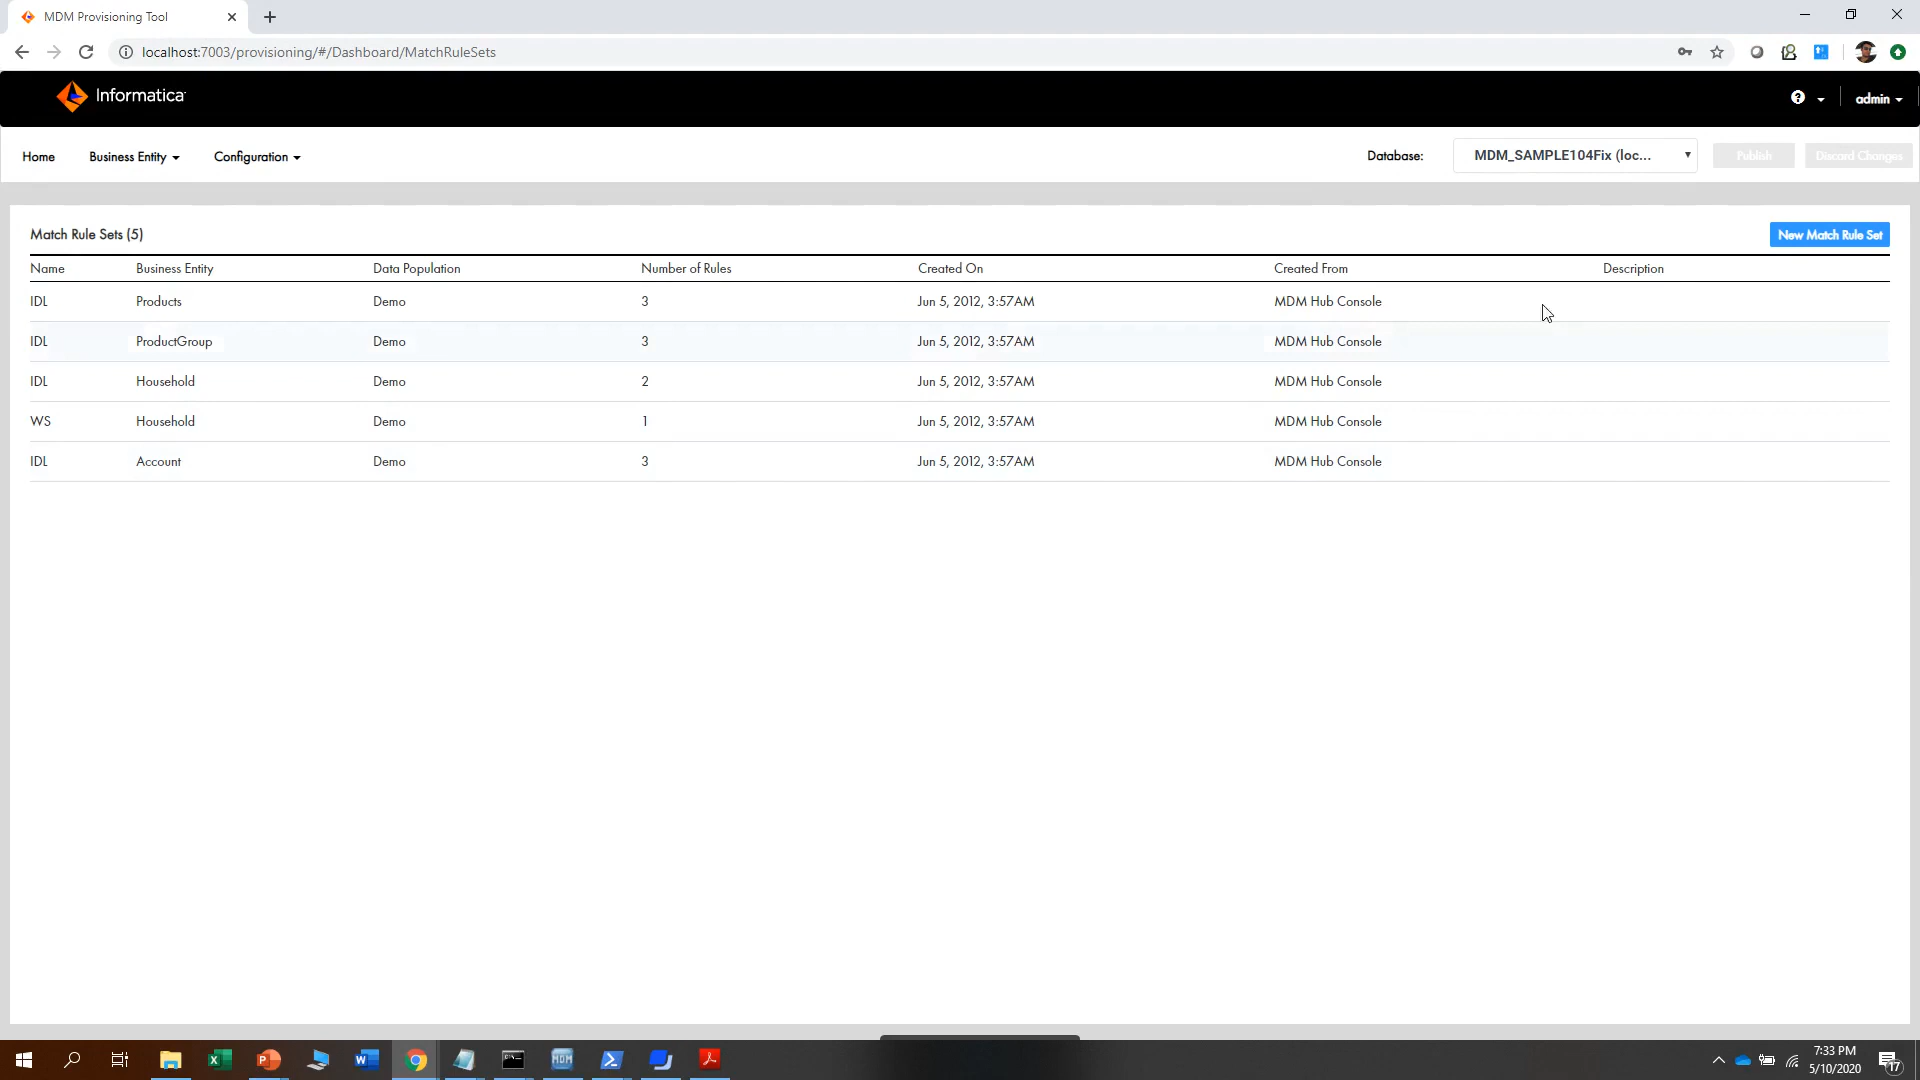 MDM Provisioning Tool
localhost:7003/provisioning/#/Dashboard/MatchRuleSets
Informatica
admin
Home Business Entity Configuration Database: MDM_SAMPLE104Fix (loc... Publish Discard Changes
Match Rule Sets (5) New Match Rule Set
Name Business Entity Data Population Number of Rules Created On Created From Description
IDL Products Demo 3 Jun 5, 2012, 3:57AM MDM Hub Console
IDL ProductGroup Demo 3 Jun 5, 2012, 3:57AM MDM Hub Console
IDL Household Demo 2 Jun 5, 2012, 3:57AM MDM Hub Console
WS Household Demo 1 Jun 5, 2012, 3:57AM MDM Hub Console
IDL Account Demo 3 Jun 5, 2012, 3:57AM MDM Hub Console
MDM
7:33 PM
5/10/2020
17